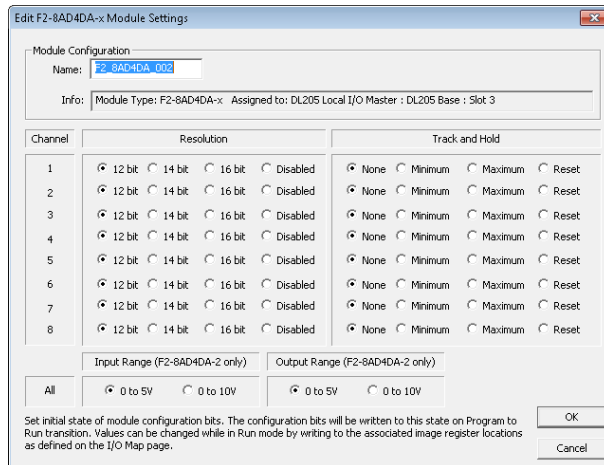 Edit F2-8AD4DA-x Module Settings
Module Configuration
Name: F2_8AD4DA_002
Info: Module Type: F2-8AD4DA-x Assigned to: DL205 Local I/O Master : DL205 Base : Slot 3
Channel Resolution Track and Hold
1 12 bit 14 bit 16 bit Disabled None Minimum Maximum Reset
2 12 bit 14 bit 16 bit Disabled None Minimum Maximum Reset
3 12 bit 14 bit 16 bit Disabled None Minimum Maximum Reset
4 12 bit 14 bit 16 bit Disabled None Minimum Maximum Reset
5 12 bit 14 bit 16 bit Disabled None Minimum Maximum Reset
6 12 bit 14 bit 16 bit Disabled None Minimum Maximum Reset
7 12 bit 14 bit 16 bit Disabled None Minimum Maximum Reset
8 12 bit 14 bit 16 bit Disabled None Minimum Maximum Reset
Input Range (F2-8AD4DA-2 only) Output Range (F2-8AD4DA-2 only)
All 0 to 5V 0 to 10V 0 to 5V 0 to 10V
Set initial state of module configuration bits. The configuration bits will be written to this state on Program to
Run transition. Values can be changed while in Run mode by writing to the associated image register locations
as defined on the I/O Map page.
OK
Cancel